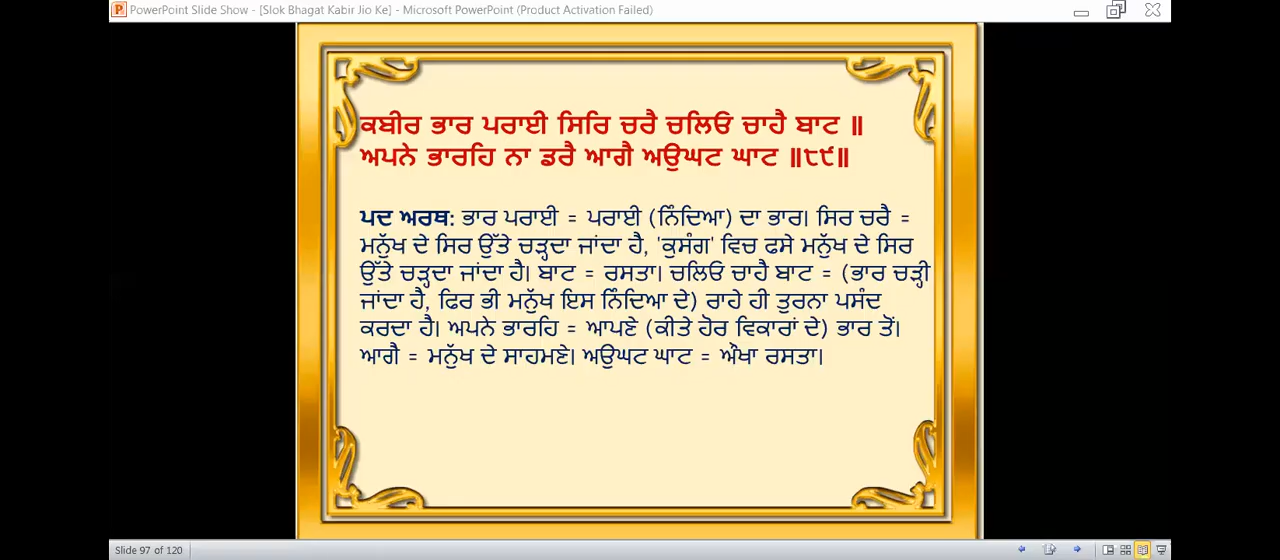 PowerPoint Slide Show - [Slok Bhagat Kabir Jio Ke] - Microsoft PowerPoint (Product Activation Failed)
ਕਬੀਰ ਭਾਰ ਪਰਾਈ ਸਿਰਿ ਚਰੈ ਚਲਿਓ ਚਾਹੈ ਬਾਟ ॥
ਅਪਨੇ ਭਾਰਹਿ ਨਾ ਡਰੈ ਆਗੈ ਅਉਘਟ ਘਾਟ ॥੮੯॥
ਪਦ ਅਰਥ: ਭਾਰ ਪਰਾਈ = ਪਰਾਈ (ਨਿੰਦਿਆ) ਦਾ ਭਾਰ। ਸਿਰ ਚਰੈ =
ਮਨੁੱਖ ਦੇ ਸਿਰ ਉੱਤੇ ਚੜ੍ਹਦਾ ਜਾਂਦਾ ਹੈ, 'ਕੁਸੰਗ' ਵਿਚ ਫਸੇ ਮਨੁੱਖ ਦੇ ਸਿਰ
ਉੱਤੇ ਚੜ੍ਹਦਾ ਜਾਂਦਾ ਹੈ। ਬਾਟ = ਰਸਤਾ। ਚਲਿਓ ਚਾਹੈ ਬਾਟ = (ਭਾਰ ਚੜ੍ਹੀ
ਜਾਂਦਾ ਹੈ, ਫਿਰ ਭੀ ਮਨੁੱਖ ਇਸ ਨਿੰਦਿਆ ਦੇ) ਰਾਹੇ ਹੀ ਤੁਰਨਾ ਪਸੰਦ
ਕਰਦਾ ਹੈ। ਅਪਨੇ ਭਾਰਹਿ = ਆਪਣੇ (ਕੀਤੇ ਹੋਰ ਵਿਕਾਰਾਂ ਦੇ) ਭਾਰ ਤੋਂ।
ਆਗੈ = ਮਨੁੱਖ ਦੇ ਸਾਹਮਣੇ। ਅਉਘਟ ਘਾਟ = ਔਖਾ ਰਸਤਾ।
Slide 97 of 120